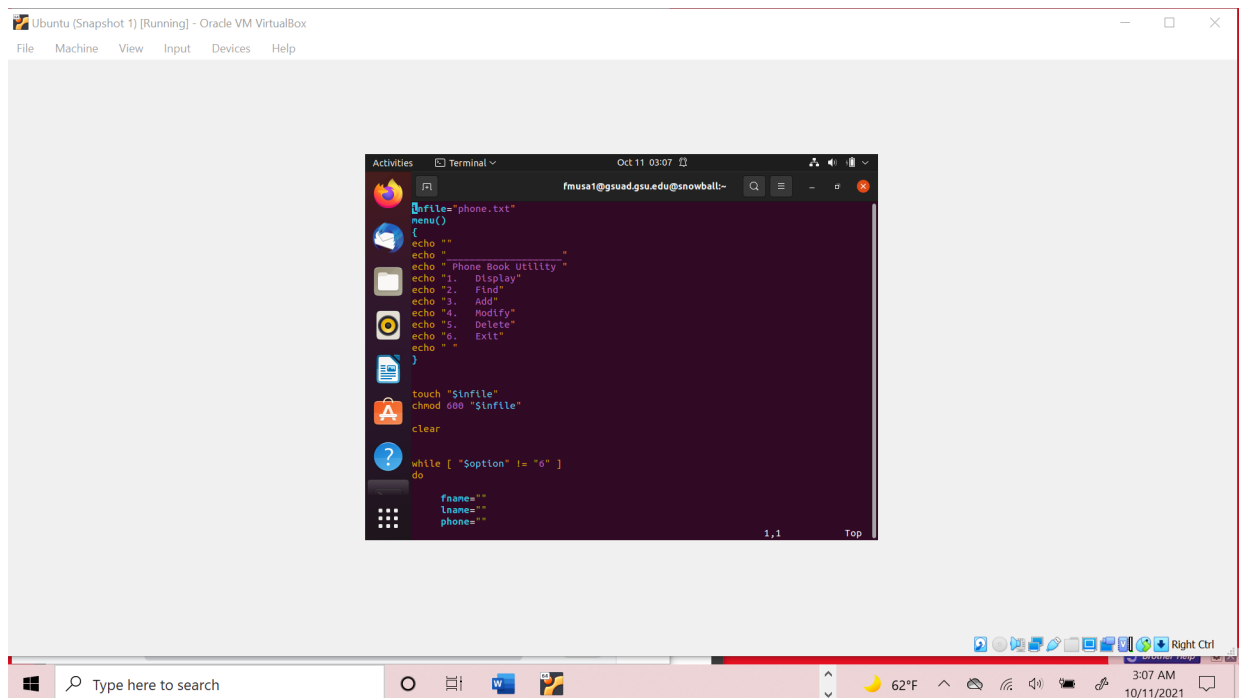 Ubuntu (Snapshot 1) [Running] - Oracle VM VirtualBox
File Machine View Input Devices Help
Activities Terminal Oct 11 03:07
fmusa1@gsuad.gsu.edu@snowball:~
infile="phone.txt"
menu()
{
echo ""
echo "____________________"
echo " Phone Book Utility "
echo "1.   Display"
echo "2.   Find"
echo "3.   Add"
echo "4.   Modify"
echo "5.   Delete"
echo "6.   Exit"
echo " "
}
touch "$infile"
chmod 600 "$infile"
clear
while [ "$option" != "6" ]
do
fname=""
lname=""
phone=""
1,1 Top
Right Ctrl
Brother Help
Type here to search
64
62°F
3:07 AM
10/11/2021